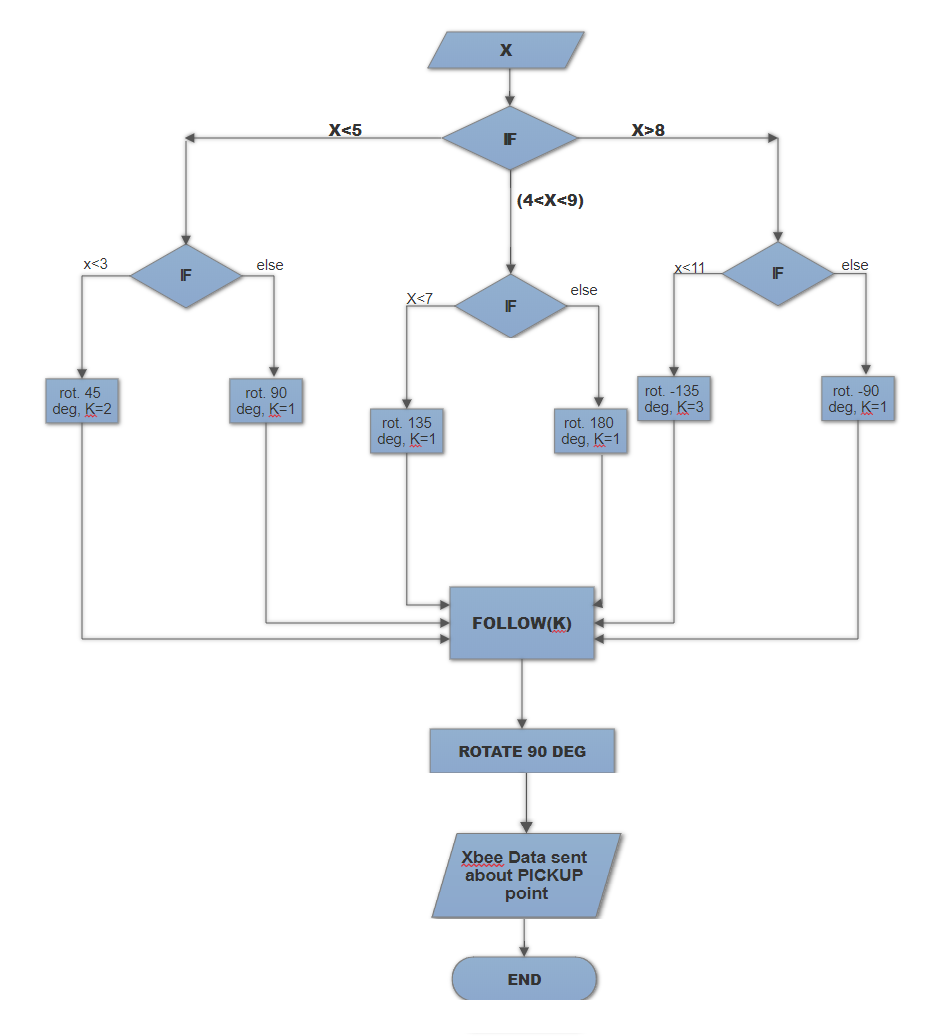 X
IF
X<5
X>8
(4<X<9)
IF
x<3
else
IF
X<7
else
IF
x<11
else
rot. 45
deg, K=2
rot. 90
deg, K=1
rot. 135
deg, K=1
rot. 180
deg, K=1
rot. -135
deg, K=3
rot. -90
deg, K=1
FOLLOW(K)
ROTATE 90 DEG
Xbee Data sent
about PICKUP
point
END